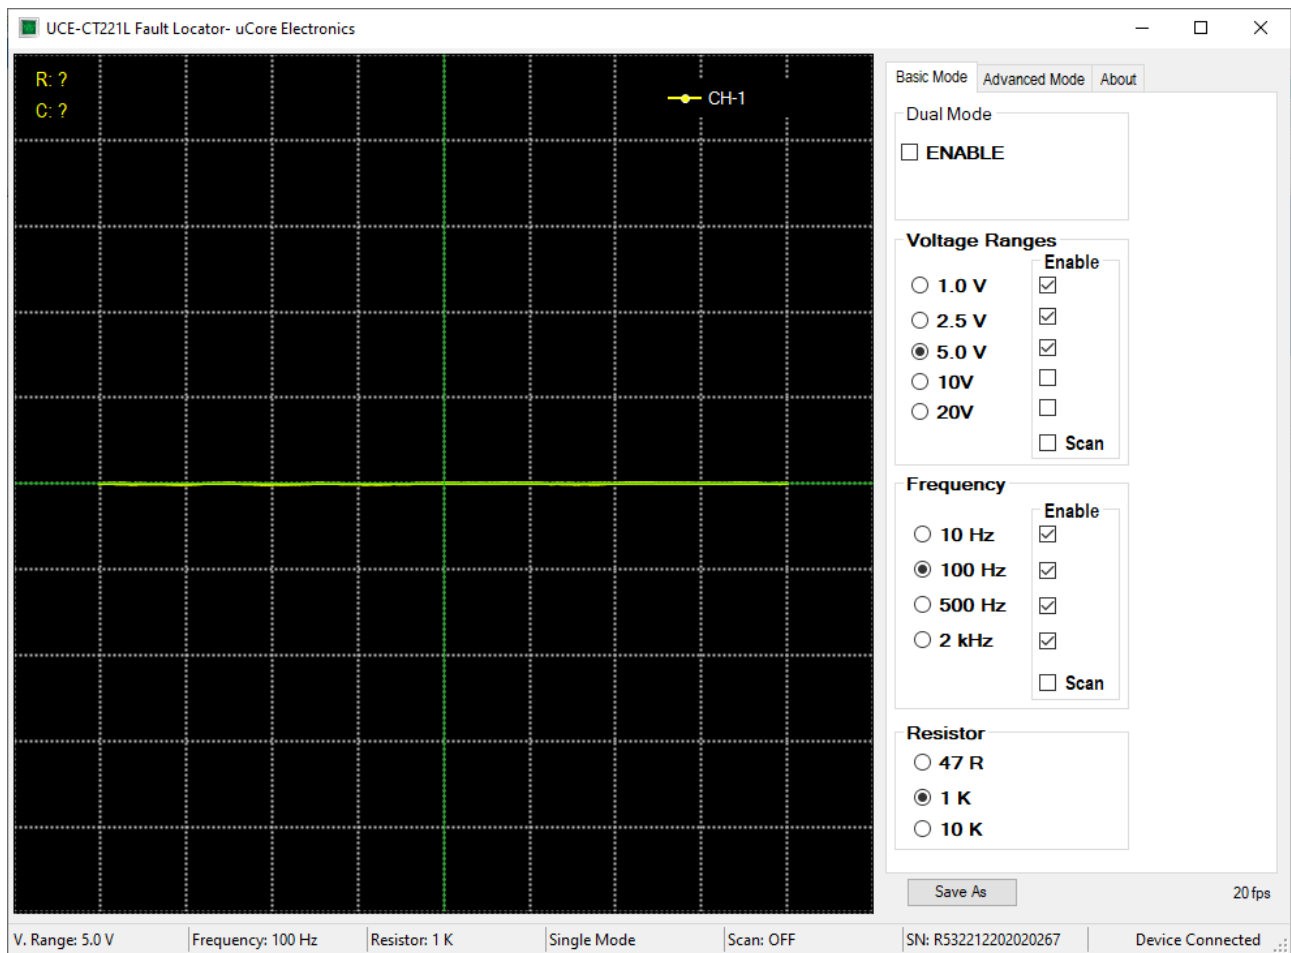 UCE-CT221L Fault Locator- uCore Electronics
R: ?
C: ?
CH-1
Basic Mode
Advanced Mode
About
Dual Mode
ENABLE
Voltage Ranges
Enable
1.0 V
2.5 V
5.0 V
10V
20V
Scan
Frequency
Enable
10 Hz
100 Hz
500 Hz
2 kHz
Scan
Resistor
47 R
1 K
10 K
Save As
20 fps
V. Range: 5.0 V
Frequency: 100 Hz
Resistor: 1 K
Single Mode
Scan: OFF
SN: R532212202020267
Device Connected